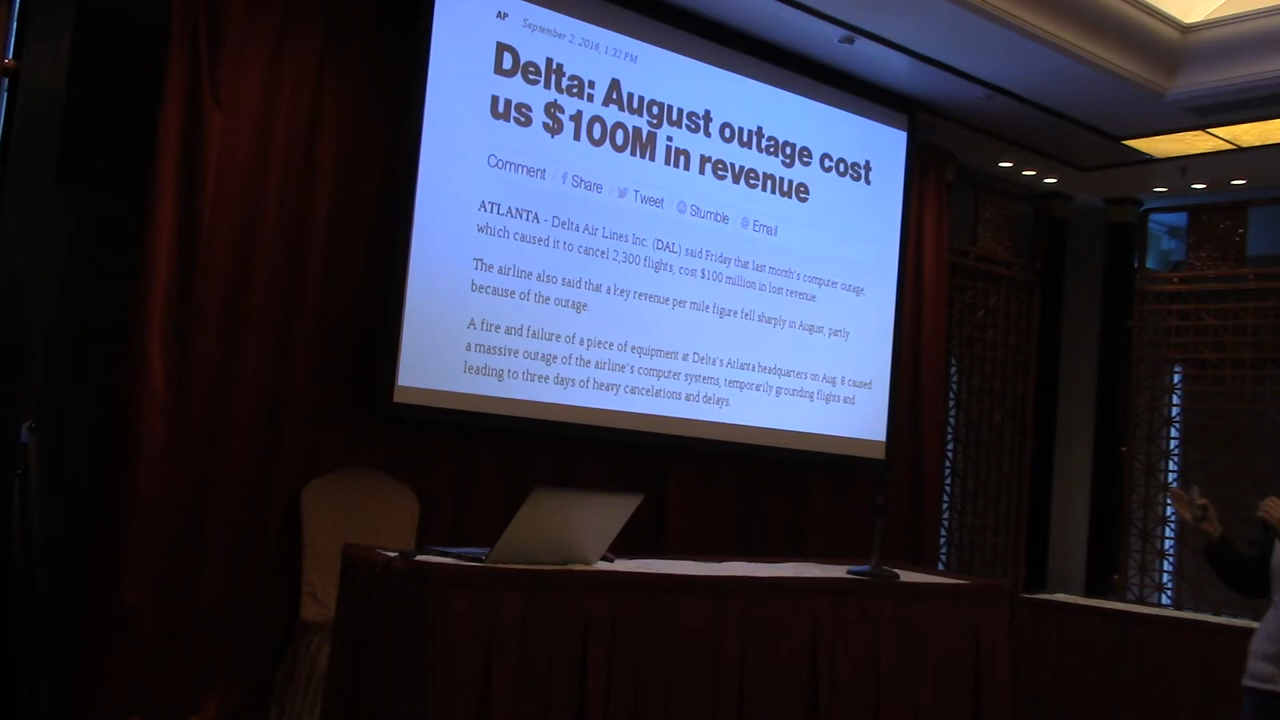 AP September 2, 2016, 1:32 PM
Delta: August outage cost
us $100M in revenue
Comment / Share / Tweet / Stumble / @ Email
ATLANTA - Delta Air Lines Inc. (DAL) said Friday that last month's computer outage,
which caused it to cancel 2,300 flights, cost $100 million in lost revenue.
The airline also said that a key revenue per mile figure fell sharply in August, partly
because of the outage.
A fire and failure of a piece of equipment at Delta's Atlanta headquarters on Aug. 8 caused
a massive outage of the airline's computer systems, temporarily grounding flights and
leading to three days of heavy cancelations and delays.